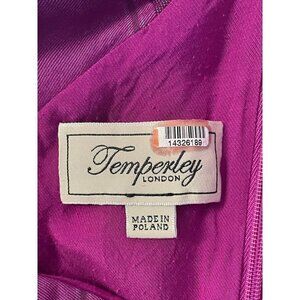 14326189
Temperley
LONDON
MADE IN
POLAND